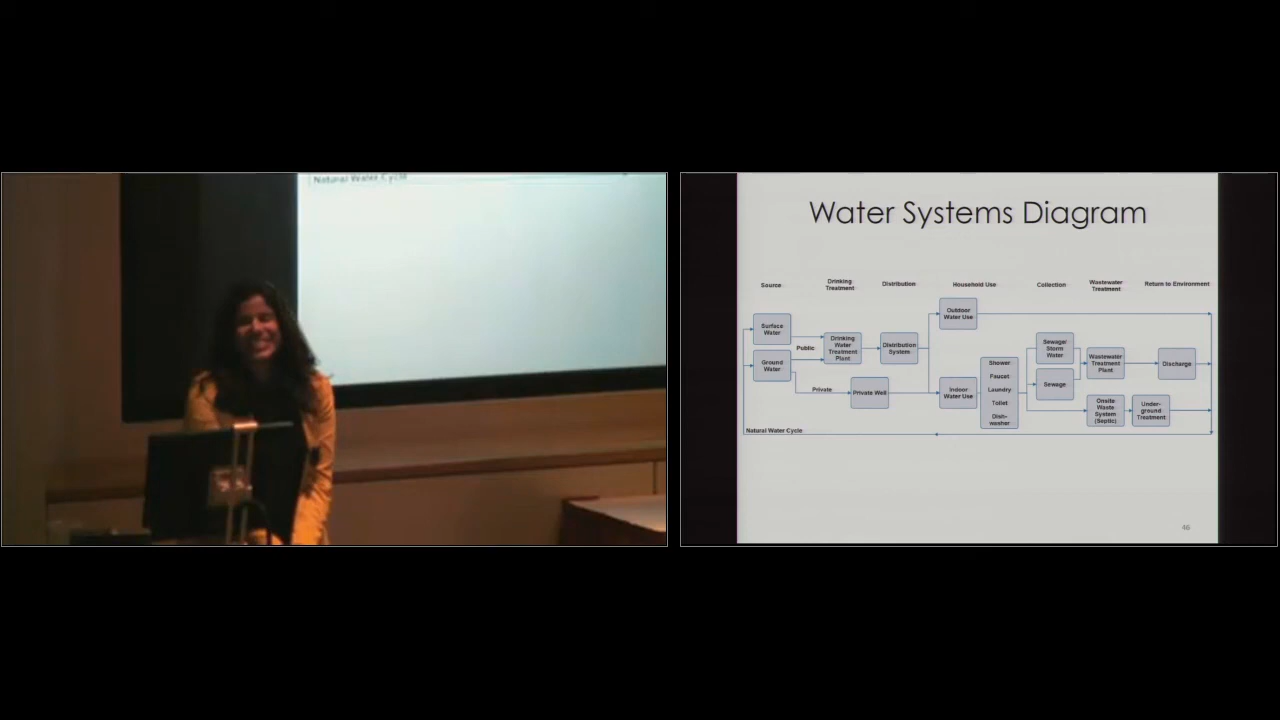 Natural Water Cycle
Water Systems Diagram
Source
Drinking
Treatment
Distribution
Household Use
Collection
Wastewater
Treatment
Return to Environment
Outdoor
Water Use
Surface
Water
Public
Drinking
Water
Treatment
Plant
Distribution
System
Sewage/
Storm
Water
Wastewater
Treatment
Plant
Discharge
Ground
Water
Shower
Faucet
Laundry
Toilet
Dish-
washer
Sewage
Private
Private Well
Indoor
Water Use
Onsite
Waste
System
(Septic)
Under-
ground
Treatment
Natural Water Cycle
46